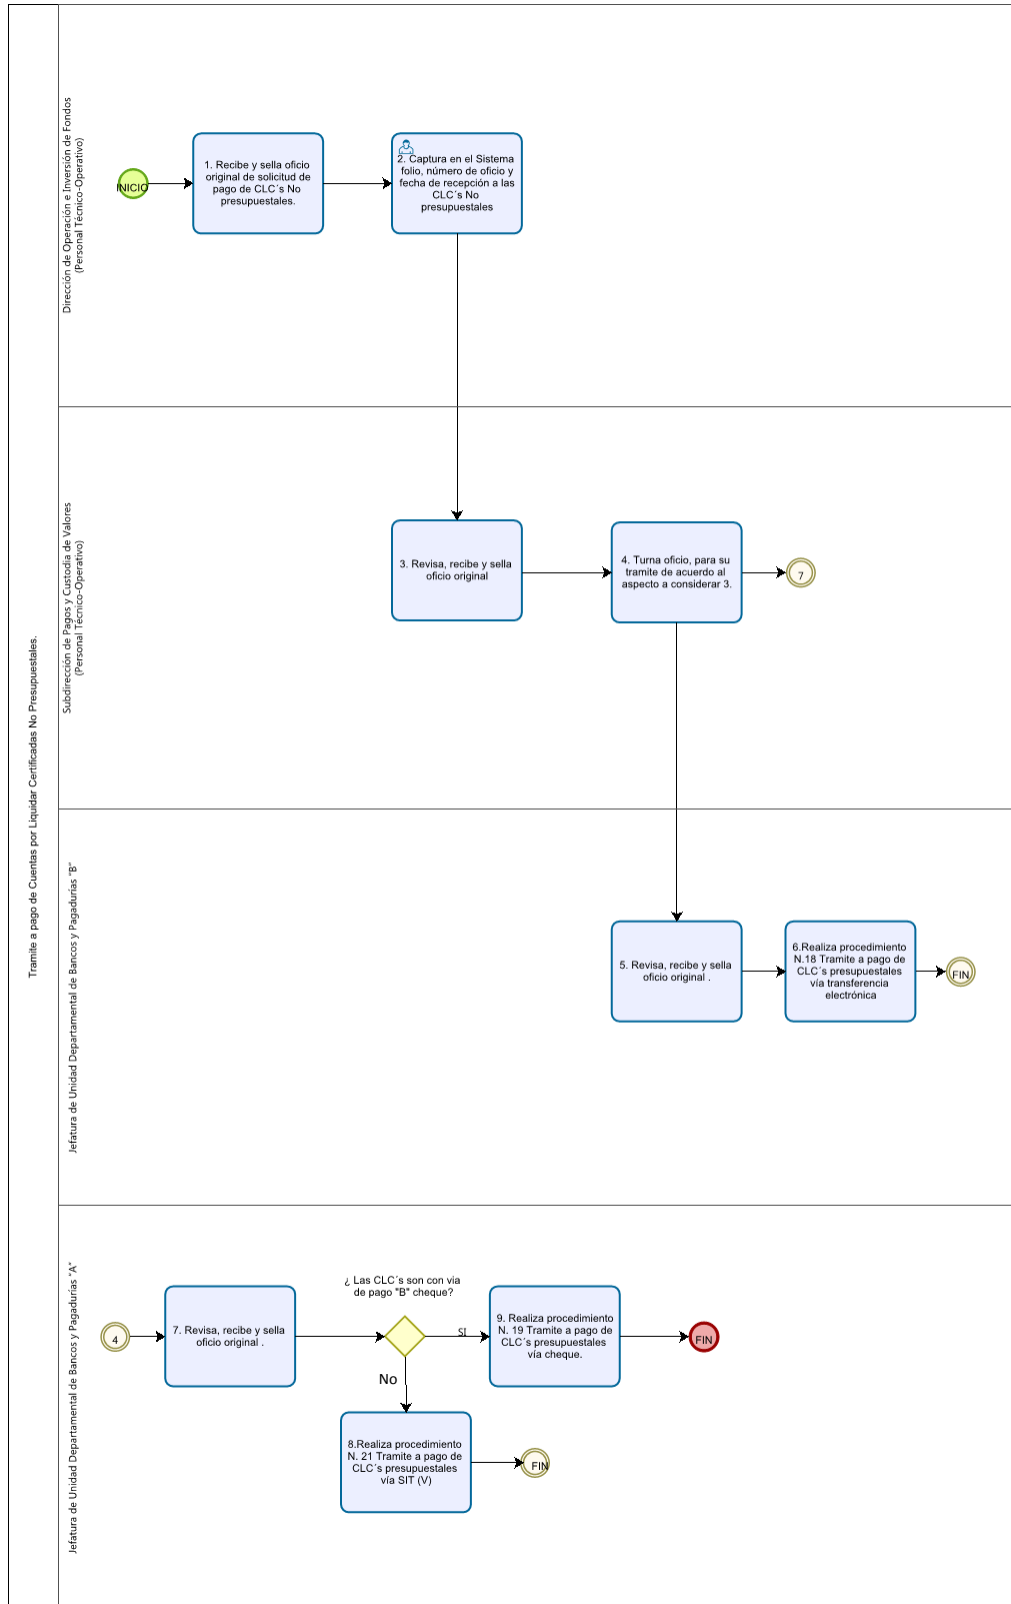 Tramite a pago de Cuentas por Liquidar Certificadas No Presupuestales.
Dirección de Operación e Inversión de Fondos
(Personal Técnico-Operativo)
INICIO
1. Recibe y sella oficio
original de solicitud de
pago de CLC´s No
presupuestales.
2. Captura en el Sistema
folio, número de oficio y
fecha de recepción a las
CLC´s No
presupuestales
Subdirección de Pagos y Custodia de Valores
(Personal Técnico-Operativo)
3. Revisa, recibe y sella
oficio original
4. Turna oficio, para su
tramite de acuerdo al
aspecto a considerar 3.
7
Jefatura de Unidad Departamental de Bancos y Pagadurías "B"
5. Revisa, recibe y sella
oficio original .
6.Realiza procedimiento
N.18 Tramite a pago de
CLC´s presupuestales
vía transferencia
electrónica
FIN
Jefatura de Unidad Departamental de Bancos y Pagadurías "A"
4
7. Revisa, recibe y sella
oficio original .
¿ Las CLC´s son con via
de pago "B" cheque?
SI
9. Realiza procedimiento
N. 19 Tramite a pago de
CLC´s presupuestales
vía cheque.
FIN
No
8.Realiza procedimiento
N. 21 Tramite a pago de
CLC´s presupuestales
vía SIT (V)
FIN